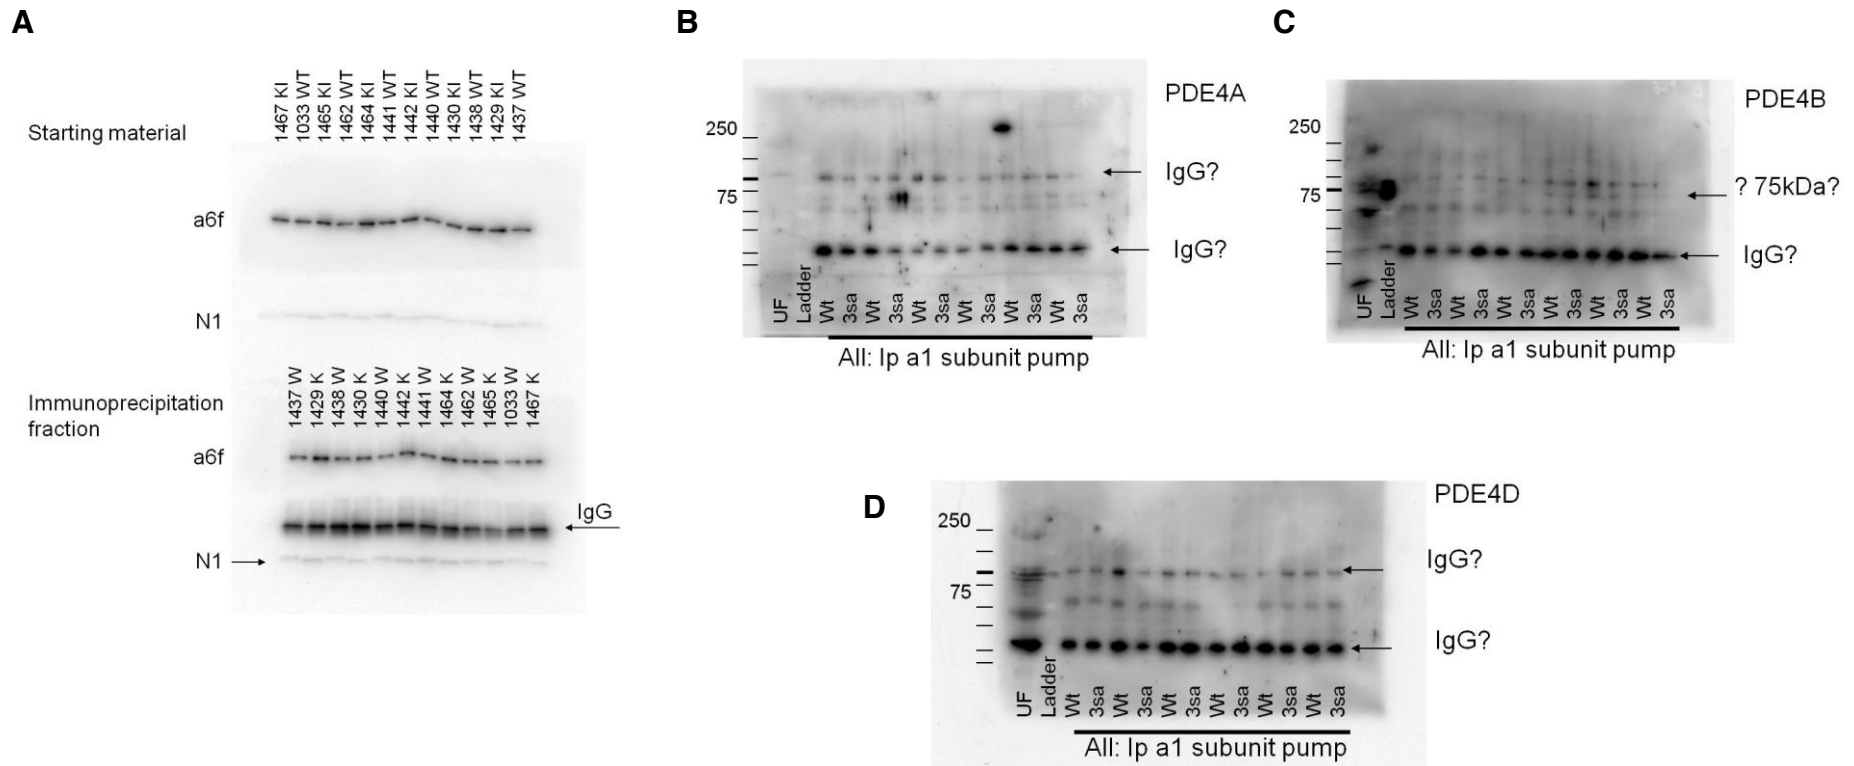 A
Starting material
1467 KI
1033 WT
1465 KI
1462 WT
1464 KI
1441 WT
1442 KI
1440 WT
1430 KI
1438 WT
1429 KI
1437 WT
a6f
N1
Immunoprecipitation
fraction
1437 W
1429 K
1438 W
1430 K
1440 W
1442 K
1441 W
1464 K
1462 W
1465 K
1033 W
1467 K
a6f
IgG
N1
B
PDE4A
250
75
IgG?
IgG?
UF
Ladder
Wt
3sa
Wt
3sa
Wt
3sa
Wt
3sa
Wt
3sa
Wt
3sa
All: Ip a1 subunit pump
C
PDE4B
250
75
? 75kDa?
IgG?
UF
Ladder
Wt
3sa
Wt
3sa
Wt
3sa
Wt
3sa
Wt
3sa
Wt
3sa
All: Ip a1 subunit pump
D
PDE4D
250
75
IgG?
IgG?
UF
Ladder
Wt
3sa
Wt
3sa
Wt
3sa
Wt
3sa
Wt
3sa
Wt
3sa
All: Ip a1 subunit pump